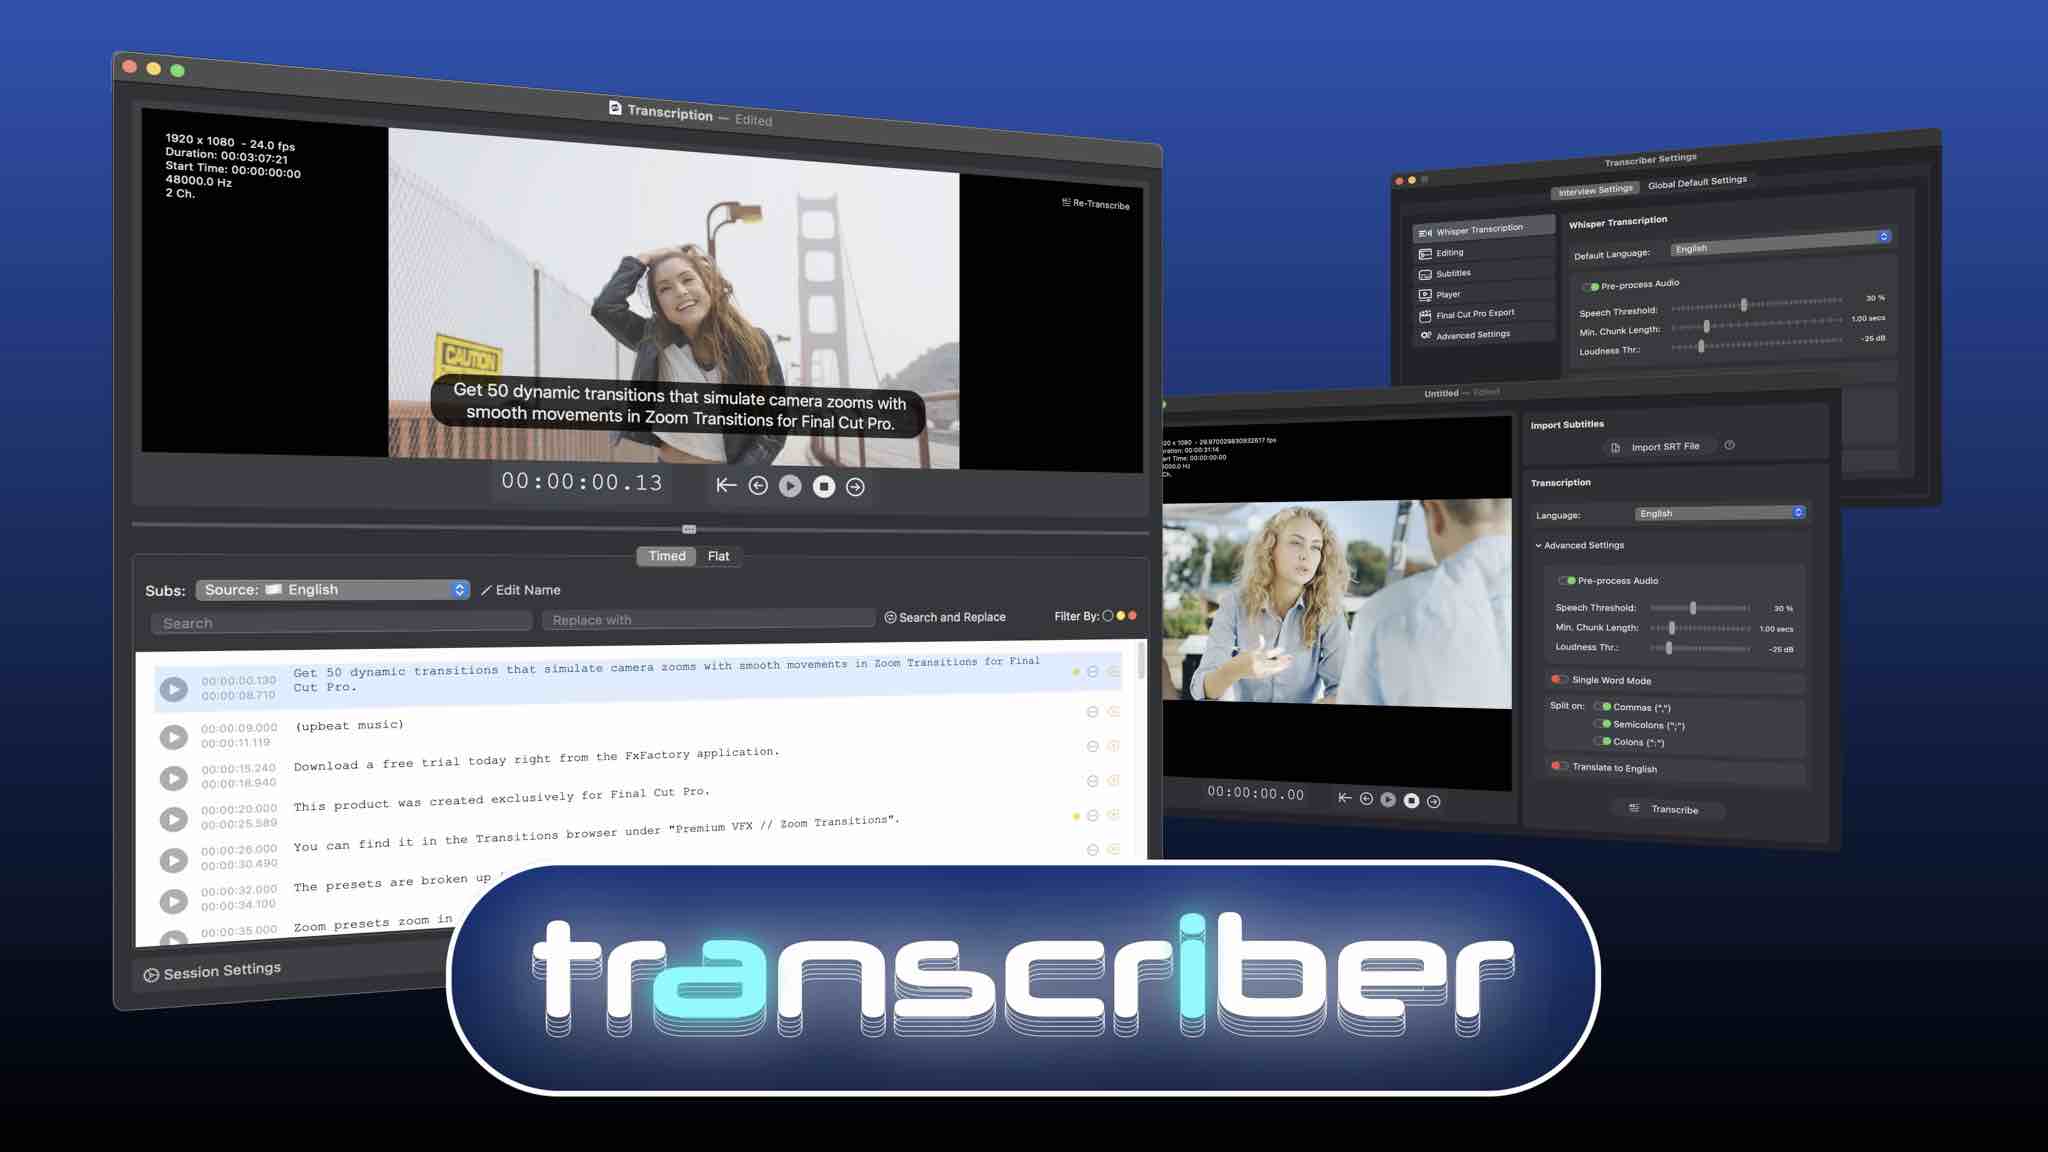 Transcription — Edited
1920 x 1080 - 24.0 fps
Duration: 00:03:07:21
Start Time: 00:00:00:00
48000.0 Hz
2 Ch.
Re-Transcribe
CAUTION
Get 50 dynamic transitions that simulate camera zooms with
smooth movements in Zoom Transitions for Final Cut Pro.
00:00:00.13
Timed Flat
Subs: Source: English Edit Name
Search Replace with Search and Replace Filter By:
00:00:00.130
00:00:08.710
Get 50 dynamic transitions that simulate camera zooms with smooth movements in Zoom Transitions for Final
Cut Pro.
00:00:09.000
00:00:11.119
(upbeat music)
00:00:15.240
00:00:18.940
Download a free trial today right from the FxFactory application.
00:00:20.000
00:00:25.589
This product was created exclusively for Final Cut Pro.
00:00:26.000
00:00:30.490
You can find it in the Transitions browser under "Premium VFX // Zoom Transitions".
00:00:32.000
00:00:34.100
The presets are broken up
00:00:35.000
Zoom presets zoom in
Session Settings
Transcriber Settings
Interview Settings Global Default Settings
Whisper Transcription
Editing
Subtitles
Player
Final Cut Pro Export
Advanced Settings
Whisper Transcription
Default Language: English
Pre-process Audio
Speech Threshold: 30 %
Min. Chunk Length: 1.00 secs
Loudness Thr.: -25 dB
Untitled — Edited
00:00:00.00
Import Subtitles
Import SRT File
Transcription
Language: English
Advanced Settings
Pre-process Audio
Speech Threshold: 30 %
Min. Chunk Length: 1.00 secs
Loudness Thr.: -25 dB
Single Word Mode
Split on: Commas (",")
Semicolons (";")
Colons (":")
Translate to English
Transcribe
transcriber